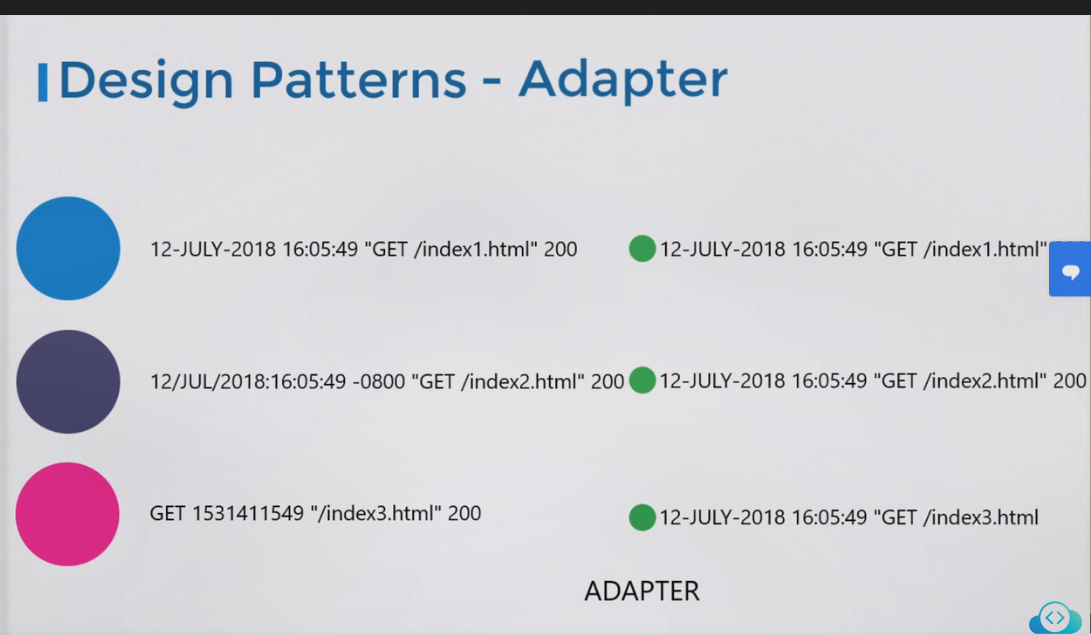 Design Patterns - Adapter
12-JULY-2018 16:05:49 "GET /index1.html" 200
12-JULY-2018 16:05:49 "GET /index1.html"
12/JUL/2018:16:05:49 -0800 "GET /index2.html" 200
12-JULY-2018 16:05:49 "GET /index2.html" 200
GET 1531411549 "/index3.html" 200
12-JULY-2018 16:05:49 "GET /index3.html
ADAPTER